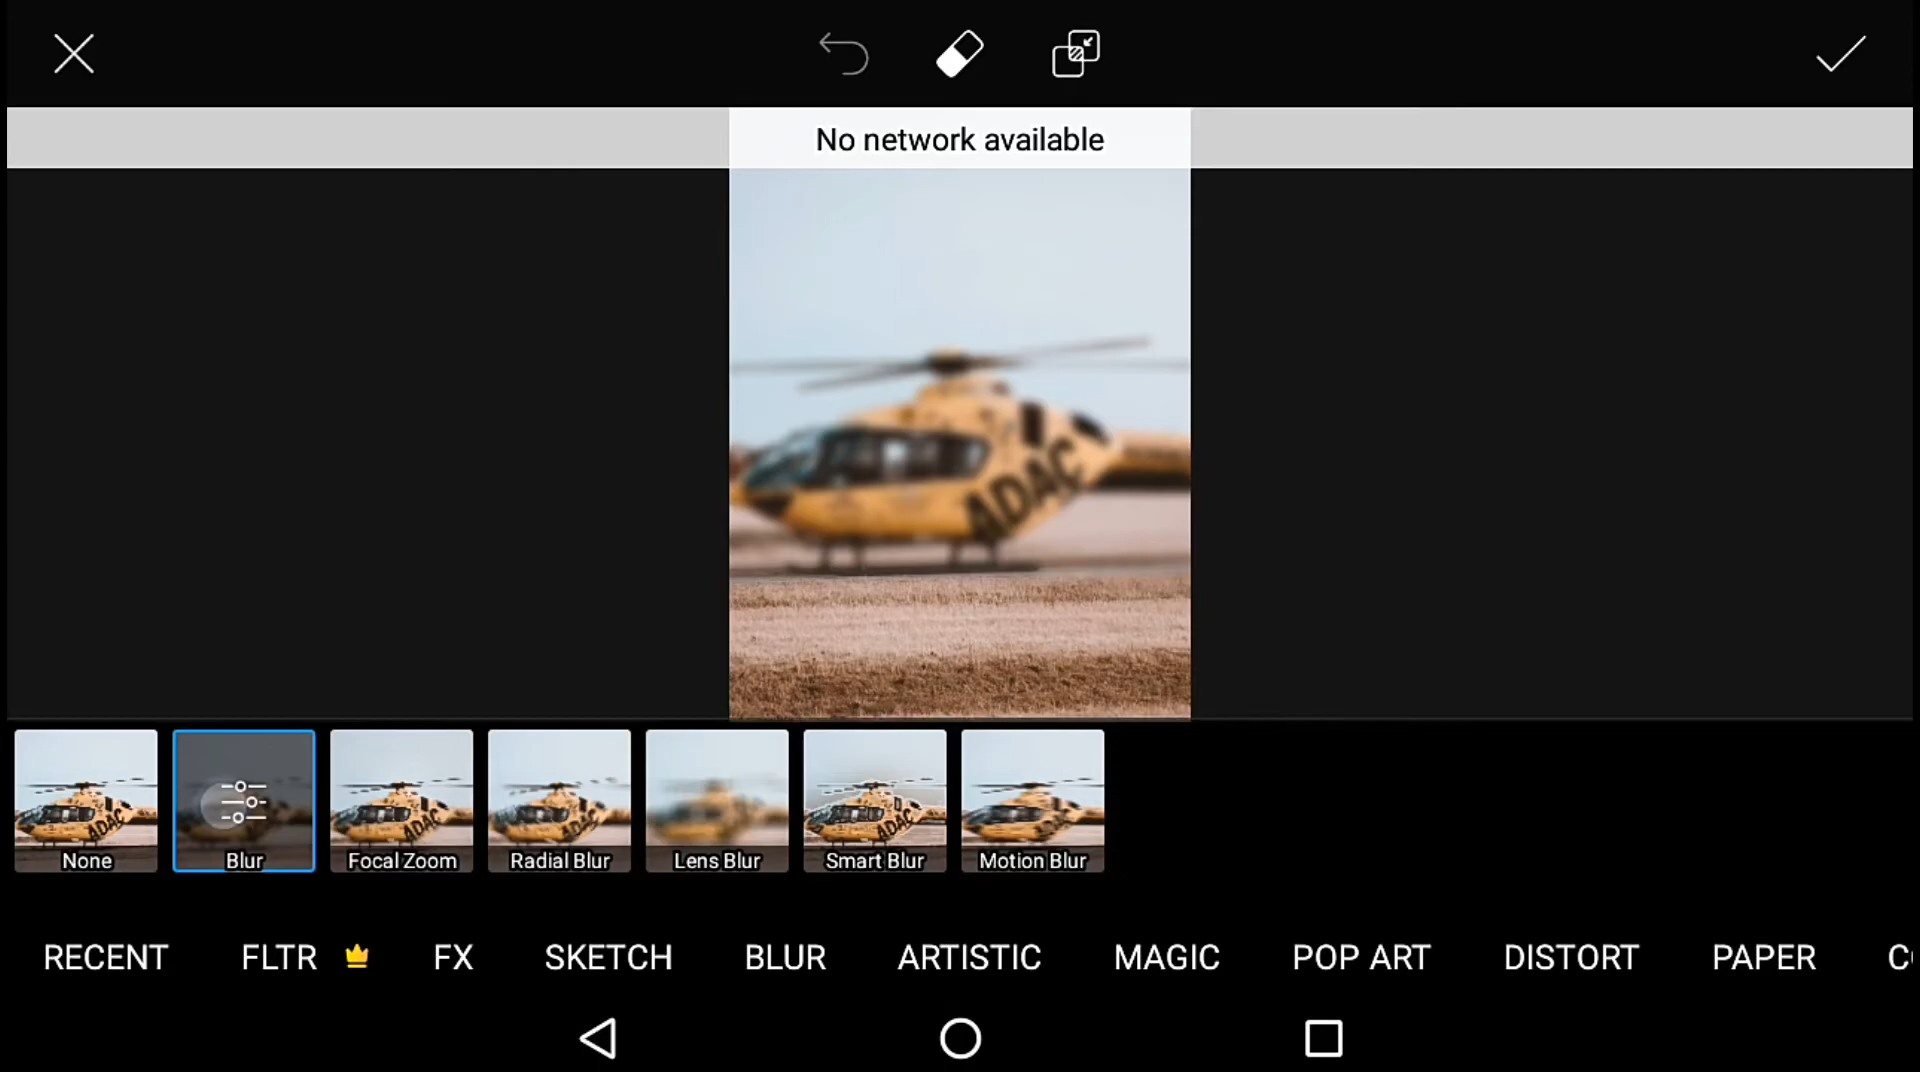 No network available
ADAC
None
Blur
Focal Zoom
Radial Blur
Lens Blur
Smart Blur
Motion Blur
RECENT FLTR FX SKETCH BLUR ARTISTIC MAGIC POP ART DISTORT PAPER